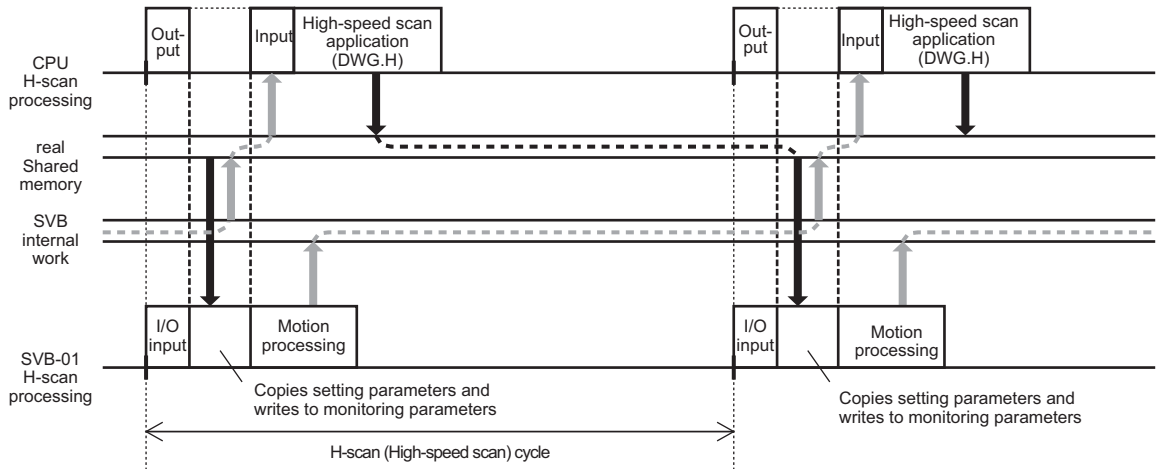 Out-
put
Input
High-speed scan
application
(DWG.H)
Out-
put
Input
High-speed scan
application
(DWG.H)
CPU
H-scan
processing
real
Shared
memory
SVB
internal
work
I/O
input
Motion
processing
I/O
input
Motion
processing
SVB-01
H-scan
processing
Copies setting parameters and
writes to monitoring parameters
Copies setting parameters and
writes to monitoring parameters
H-scan (High-speed scan) cycle